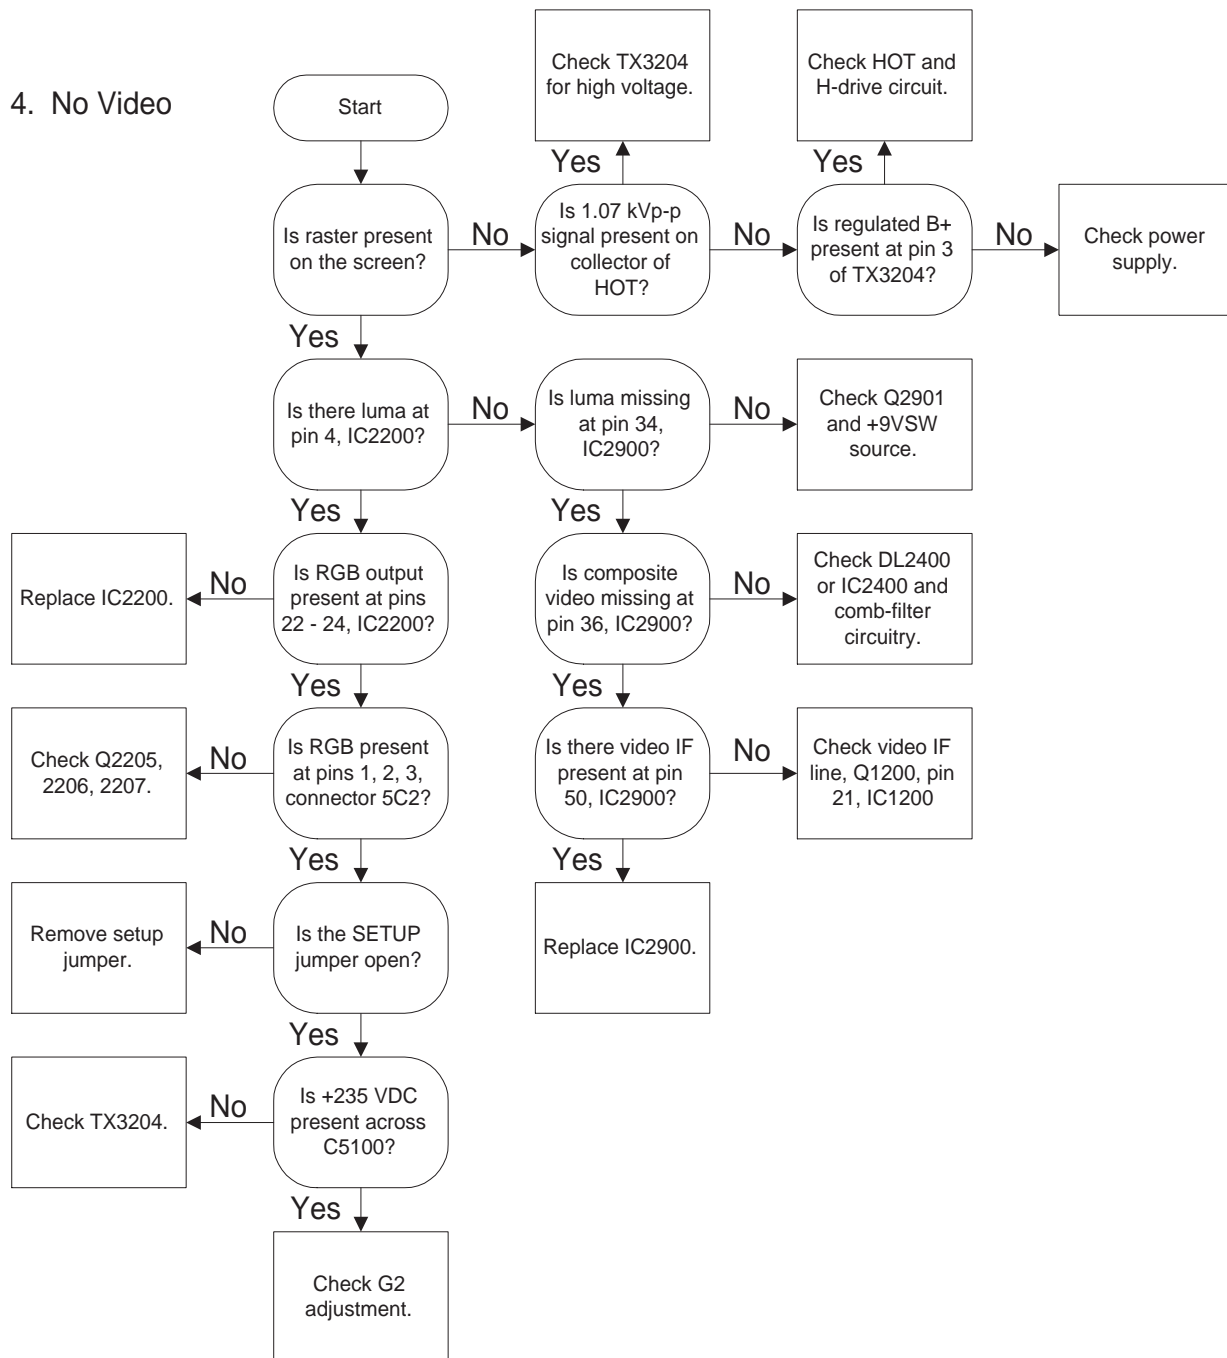 4. No Video
Start
Check TX3204
for high voltage.
Check HOT and
H-drive circuit.
Yes
Yes
Is raster present
on the screen?
No
Is 1.07 kVp-p
signal present on
collector of
HOT?
No
Is regulated B+
present at pin 3
of TX3204?
No
Check power
supply.
Yes
Is there luma at
pin 4, IC2200?
No
Is luma missing
at pin 34,
IC2900?
No
Check Q2901
and +9VSW
source.
Yes
Yes
Replace IC2200.
No
Is RGB output
present at pins
22 - 24, IC2200?
Is composite
video missing at
pin 36, IC2900?
No
Check DL2400
or IC2400 and
comb-filter
circuitry.
Yes
Yes
Check Q2205,
2206, 2207.
No
Is RGB present
at pins 1, 2, 3,
connector 5C2?
Is there video IF
present at pin
50, IC2900?
No
Check video IF
line, Q1200, pin
21, IC1200
Yes
Yes
Remove setup
jumper.
No
Is the SETUP
jumper open?
Replace IC2900.
Yes
Check TX3204.
No
Is +235 VDC
present across
C5100?
Yes
Check G2
adjustment.